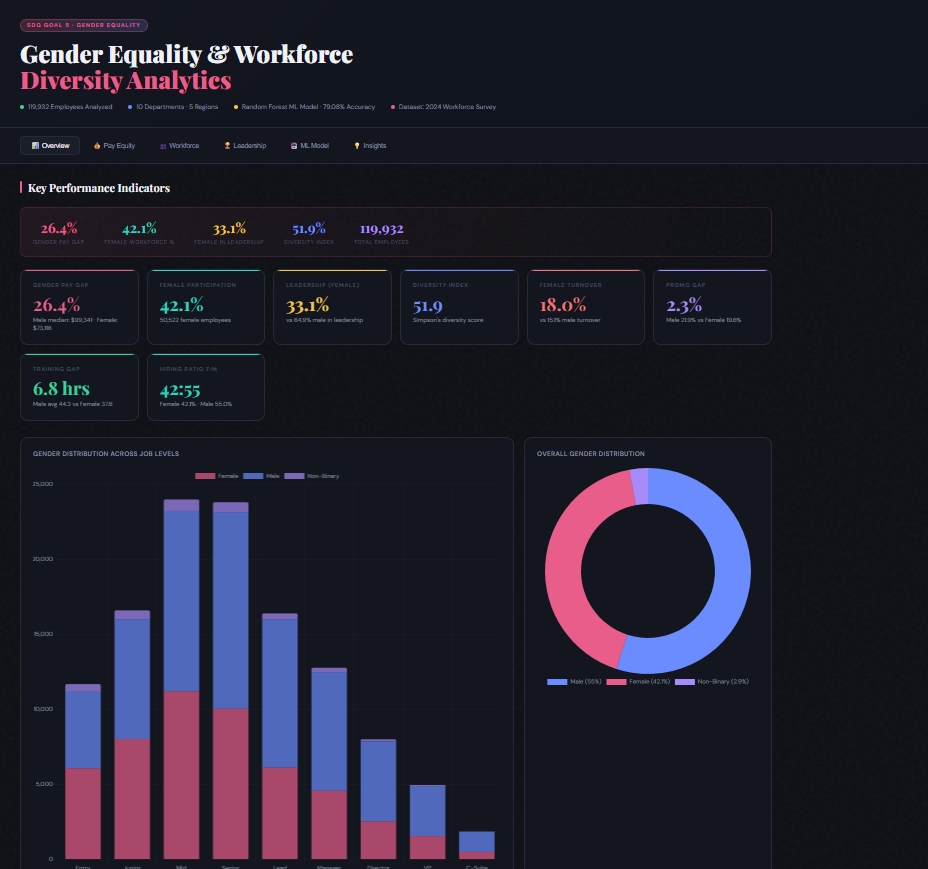 SDG GOAL 5 · GENDER EQUALITY
Gender Equality & Workforce
Diversity Analytics
119,932 Employees Analyzed
10 Departments · 5 Regions
Random Forest ML Model · 79.08% Accuracy
Dataset: 2024 Workforce Survey
Overview
Pay Equity
Workforce
Leadership
ML Model
Insights
Key Performance Indicators
26.4% 42.1% 33.1% 51.9% 119,932
GENDER PAY GAP FEMALE WORKFORCE % FEMALE IN LEADERSHIP DIVERSITY INDEX TOTAL EMPLOYEES
GENDER PAY GAP
26.4%
Male median: $99,341 · Female:
$73,116
FEMALE PARTICIPATION
42.1%
50,522 female employees
LEADERSHIP (FEMALE)
33.1%
vs 64.9% male in leadership
DIVERSITY INDEX
51.9
Simpson's diversity score
FEMALE TURNOVER
18.0%
vs 15.1% male turnover
PROMO GAP
2.3%
Male 21.9% vs Female 19.6%
TRAINING GAP
6.8 hrs
Male avg 44.3 vs Female 37.6
HIRING RATIO F:M
42:55
Female 42.1% · Male 55.0%
GENDER DISTRIBUTION ACROSS JOB LEVELS
Female Male Non-Binary
25,000
20,000
15,000
10,000
5,000
0
Entry Junior Mid Senior Lead Manager Director VP C-Suite
OVERALL GENDER DISTRIBUTION
Male (55%) Female (42.1%) Non-Binary (2.9%)